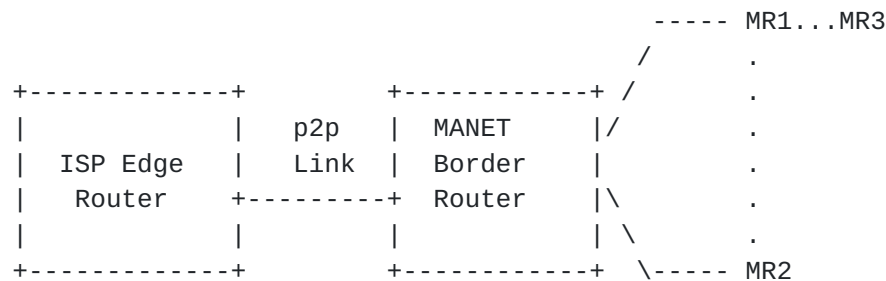 ----- MR1...MR3
/ .
+-------------+ +------------+ / .
| | p2p | MANET |/ .
| ISP Edge | Link | Border | .
| Router +---------+ Router |\ .
| | | | \ .
+-------------+ +------------+ \----- MR2